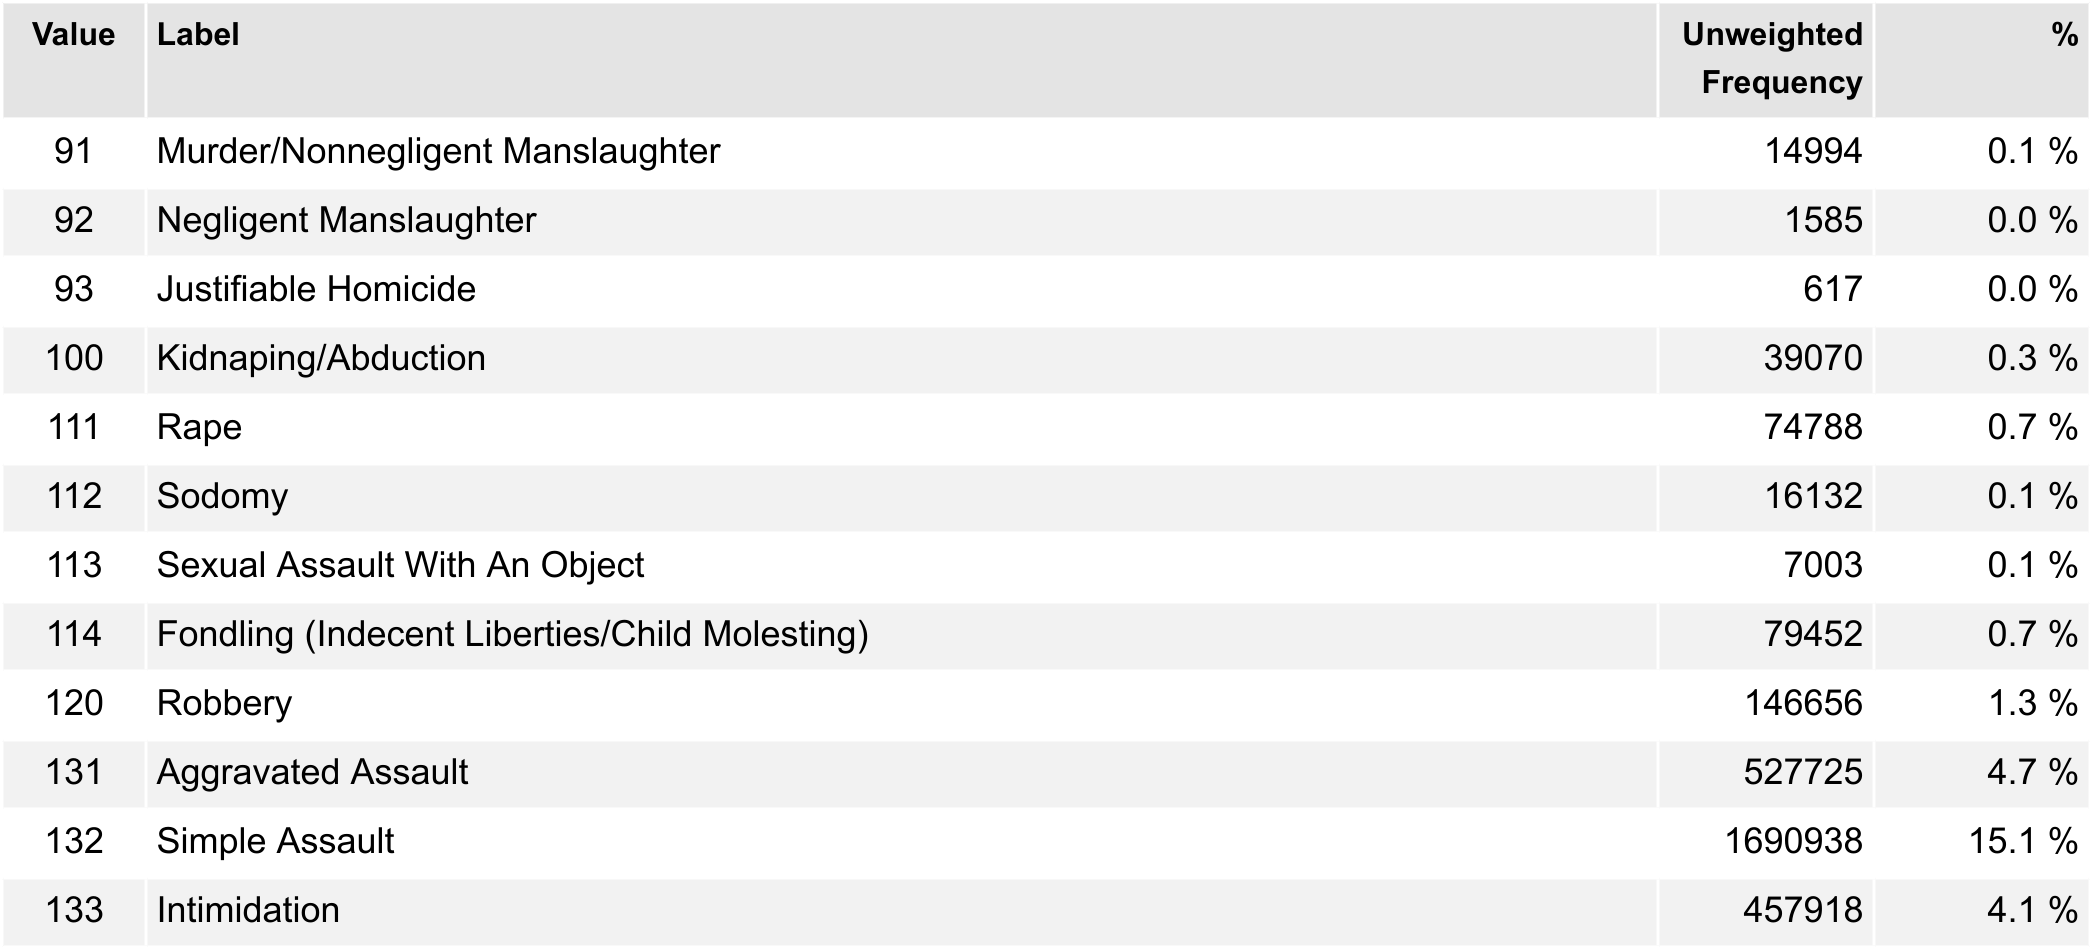 Value Label Unweighted Frequency %
91 Murder/Nonnegligent Manslaughter 14994 0.1 %
92 Negligent Manslaughter 1585 0.0 %
93 Justifiable Homicide 617 0.0 %
100 Kidnaping/Abduction 39070 0.3 %
111 Rape 74788 0.7 %
112 Sodomy 16132 0.1 %
113 Sexual Assault With An Object 7003 0.1 %
114 Fondling (Indecent Liberties/Child Molesting) 79452 0.7 %
120 Robbery 146656 1.3 %
131 Aggravated Assault 527725 4.7 %
132 Simple Assault 1690938 15.1 %
133 Intimidation 457918 4.1 %